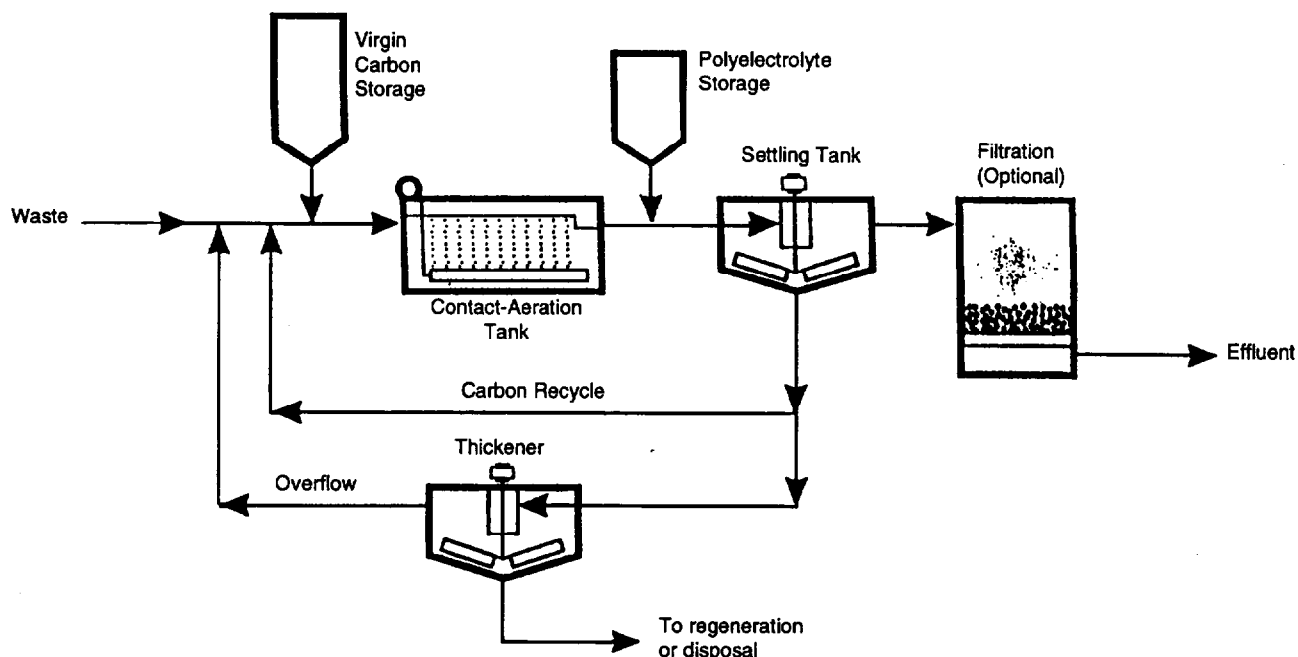 Virgin
Carbon
Storage
Polyelectrolyte
Storage
Settling Tank
Filtration
(Optional)
Waste
Contact-Aeration
Tank
Effluent
Carbon Recycle
Thickener
Overflow
To regeneration
or disposal